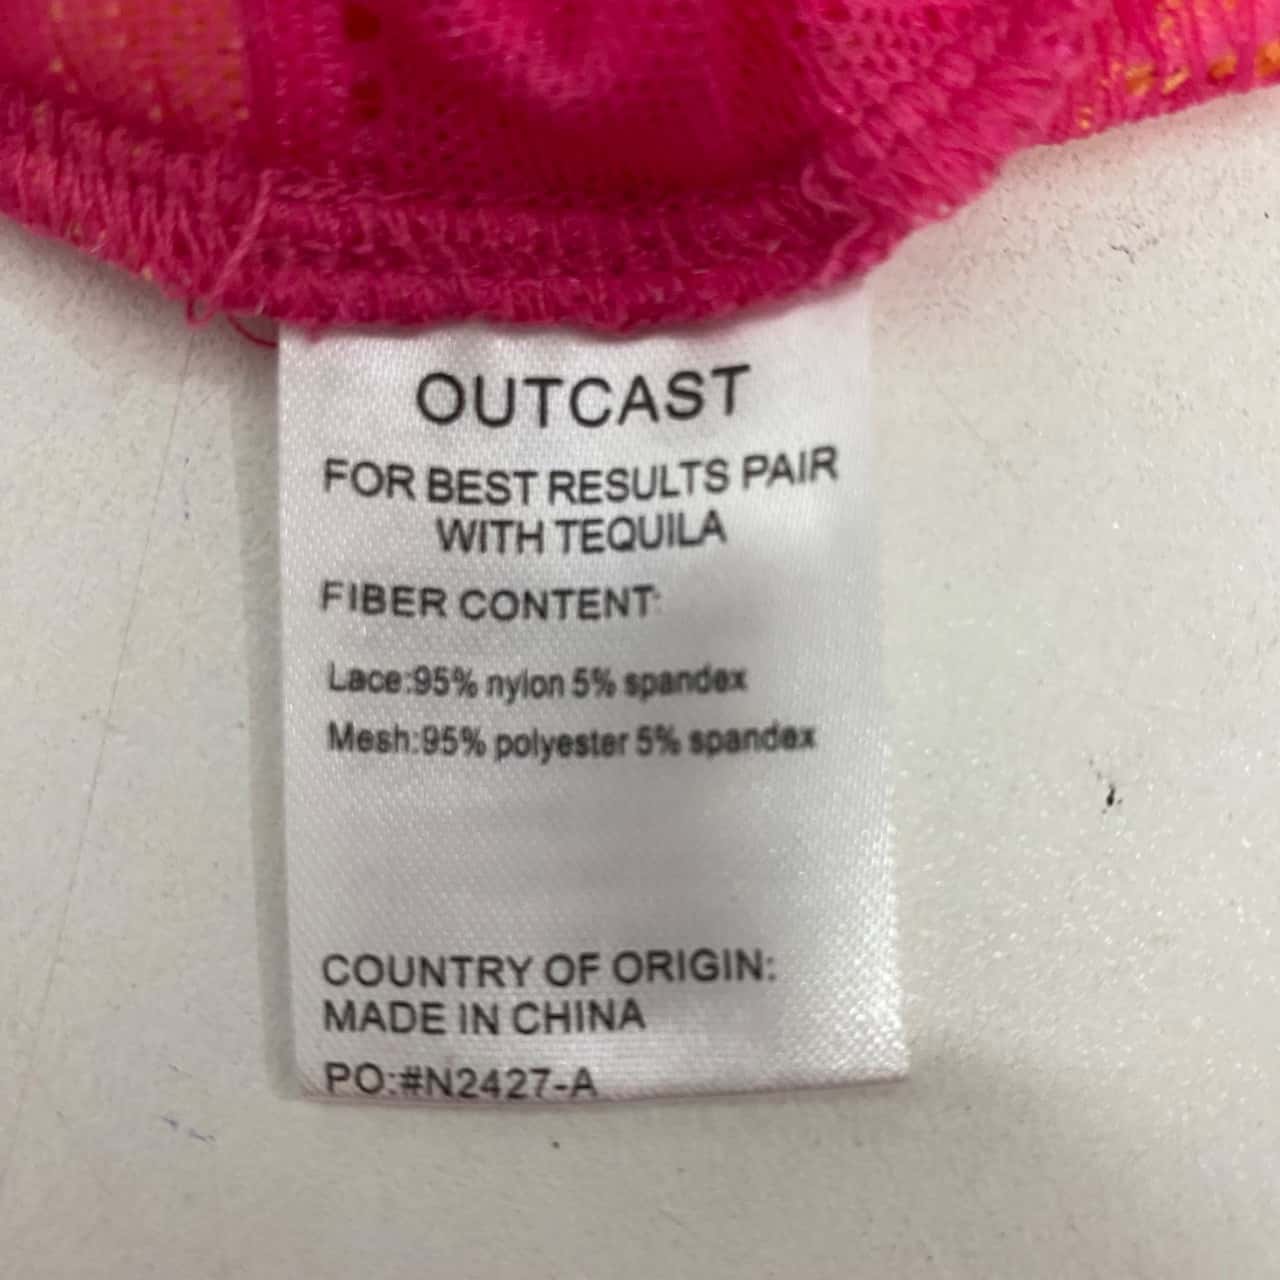 OUTCAST
FOR BEST RESULTS PAIR
WITH TEQUILA
FIBER CONTENT:
Lace:95% nylon 5% spandex
Mesh:95% polyester 5% spandex
COUNTRY OF ORIGIN:
MADE IN CHINA
PO:#N2427-A